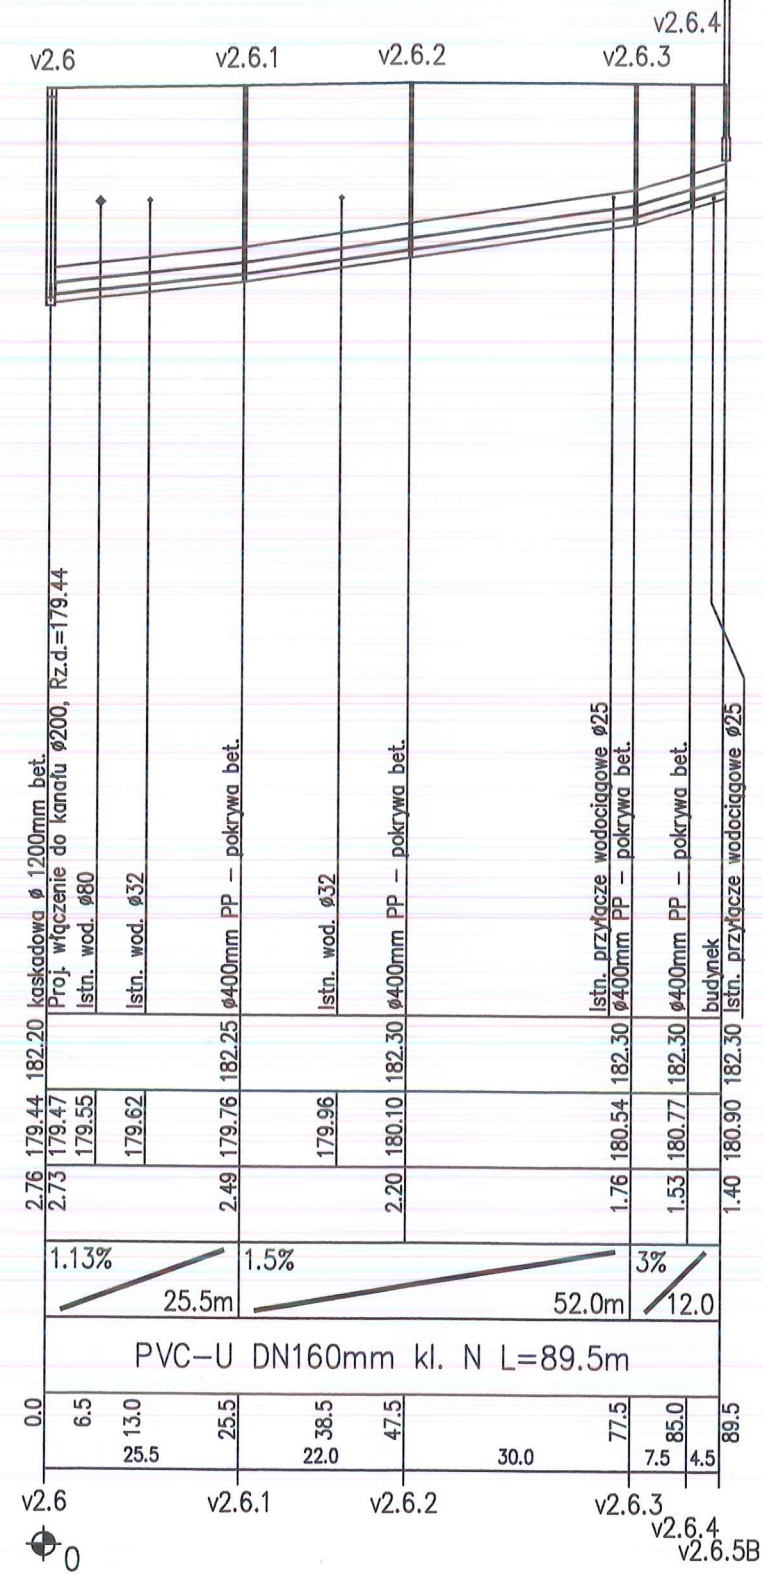 v2.6.4
v2.6
v2.6.1
v2.6.2
v2.6.3
kaskadowa ø 1200mm bet.
Proj. włączenie do kanału ø200, Rz.d.=179.44
Istn. wod. ø80
Istn. wod. ø32
ø400mm PP – pokrywa bet.
Istn. wod. ø32
ø400mm PP – pokrywa bet.
Istn. przyłącze wodociągowe ø25
ø400mm PP – pokrywa bet.
ø400mm PP – pokrywa bet.
budynek
Istn. przyłącze wodociągowe ø25
182.20
182.25
182.30
182.30
182.30
182.30
179.44
179.47
179.55
179.62
179.76
179.96
180.10
180.54
180.77
180.90
2.76
2.73
2.49
2.20
1.76
1.53
1.40
1.13%
25.5m
1.5%
52.0m
3%
12.0
PVC-U DN160mm kl. N L=89.5m
0.0
6.5
13.0
25.5
38.5
47.5
77.5
85.0
89.5
25.5
22.0
30.0
7.5
4.5
v2.6
v2.6.1
v2.6.2
v2.6.3
v2.6.4
v2.6.5B
0